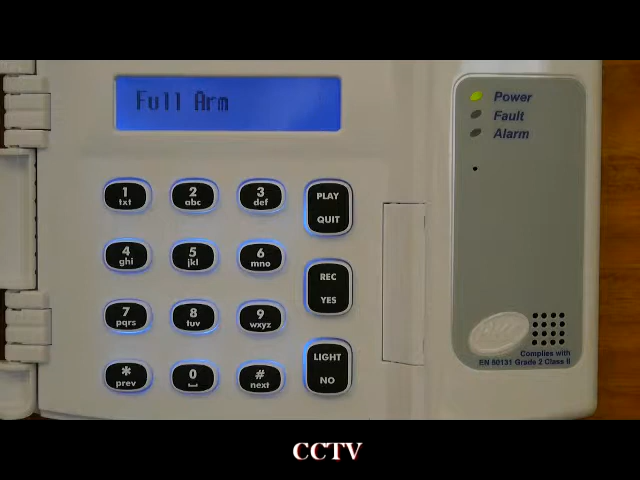 Full Arm
Power
Fault
Alarm
1
txt
2
abc
3
def
PLAY
QUIT
4
ghi
5
jkl
6
mno
REC
YES
7
pqrs
8
tuv
9
wxyz
LIGHT
NO
*
prev
0
#
next
Complies with
EN 50131 Grade 2 Class II
CCTV